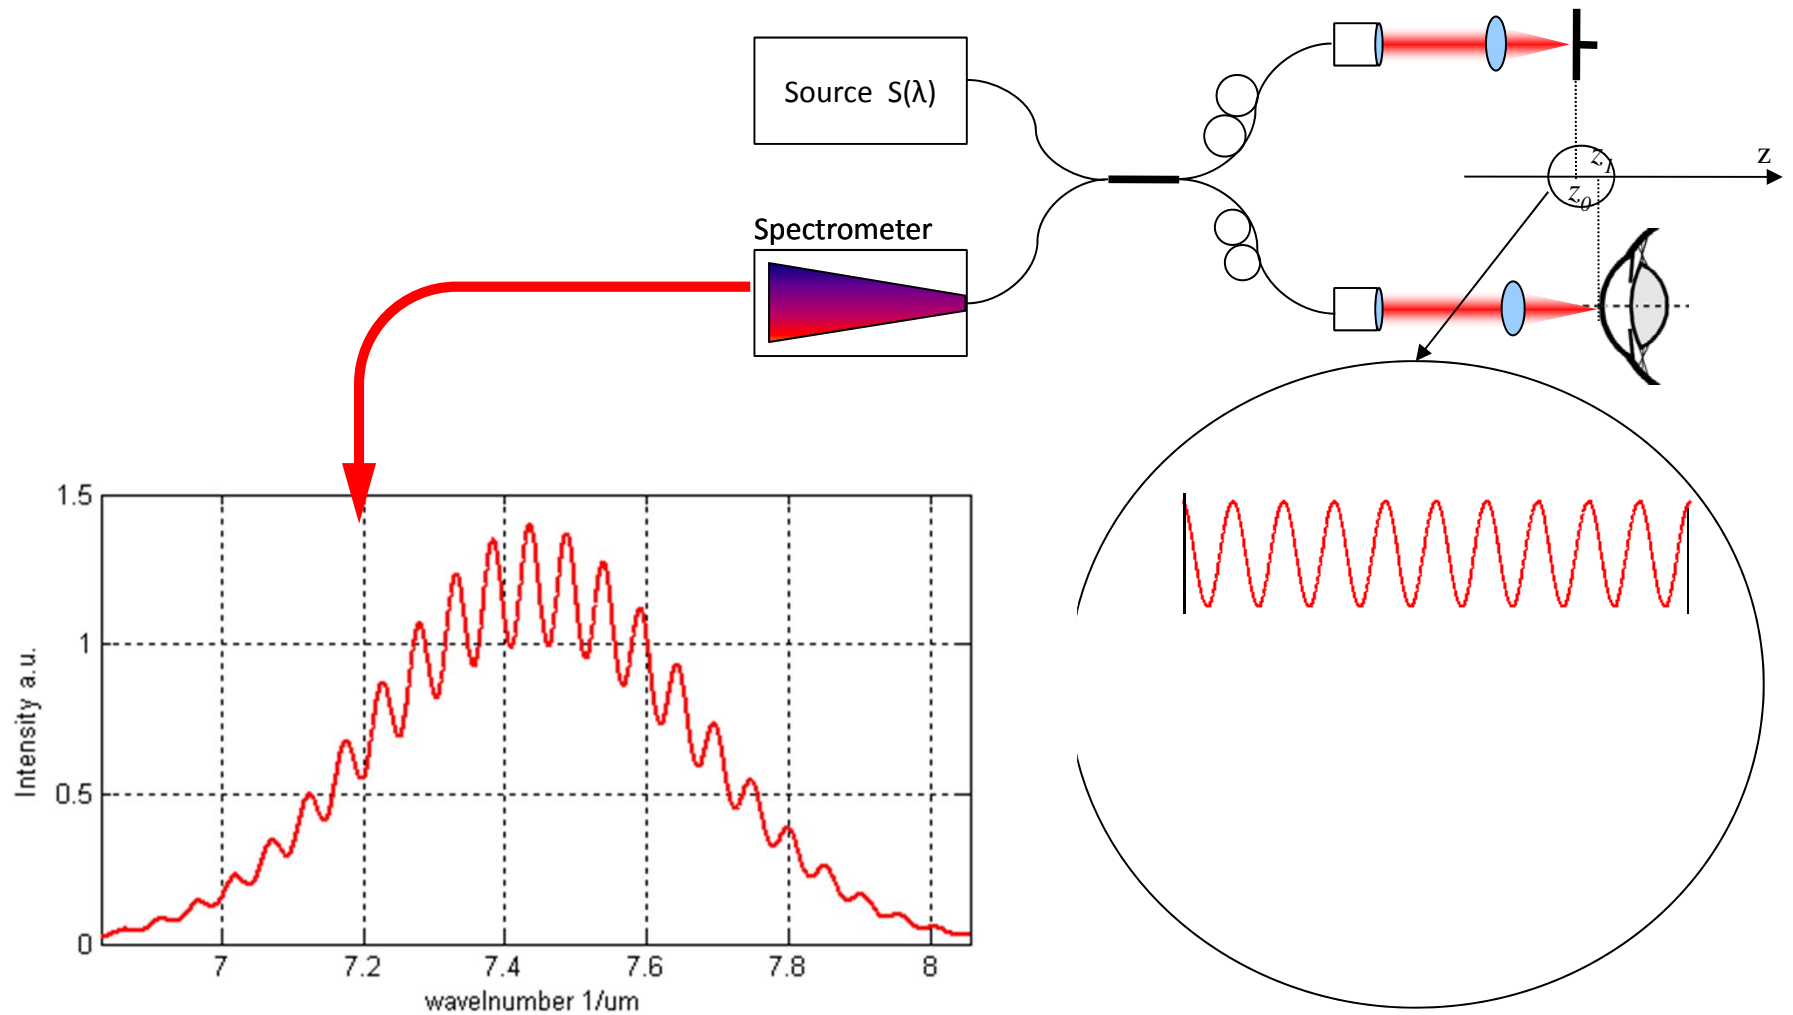 Source S(λ)
Spectrometer
z
z1
z0
1.5
1
0.5
0
Intensity a.u.
7
7.2
7.4
7.6
7.8
8
wavelnumber 1/um